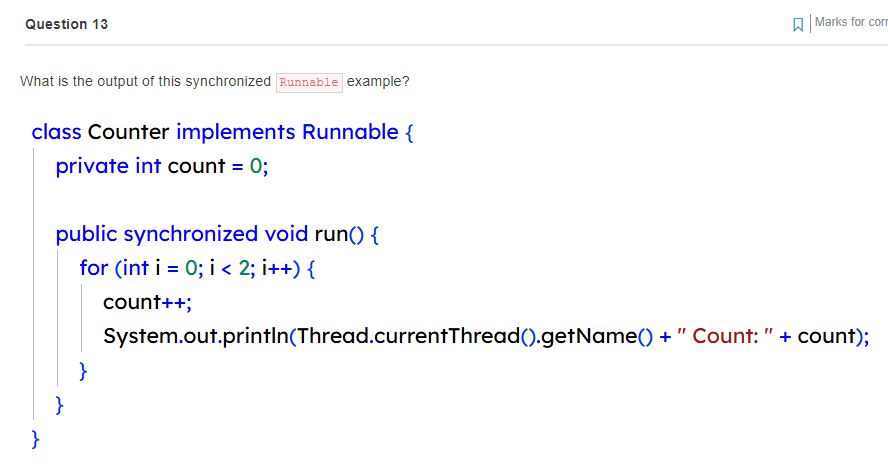 Question 13
Marks for
What is the output of this synchronized Runnable example?
class Counter implements Runnable {
private int count = 0;
public synchronized void run() {
for (int i = 0; i < 2; i++) {
count++;
System.out.println(Thread.currentThread().getName() + " Count: " + count);
}
}
}